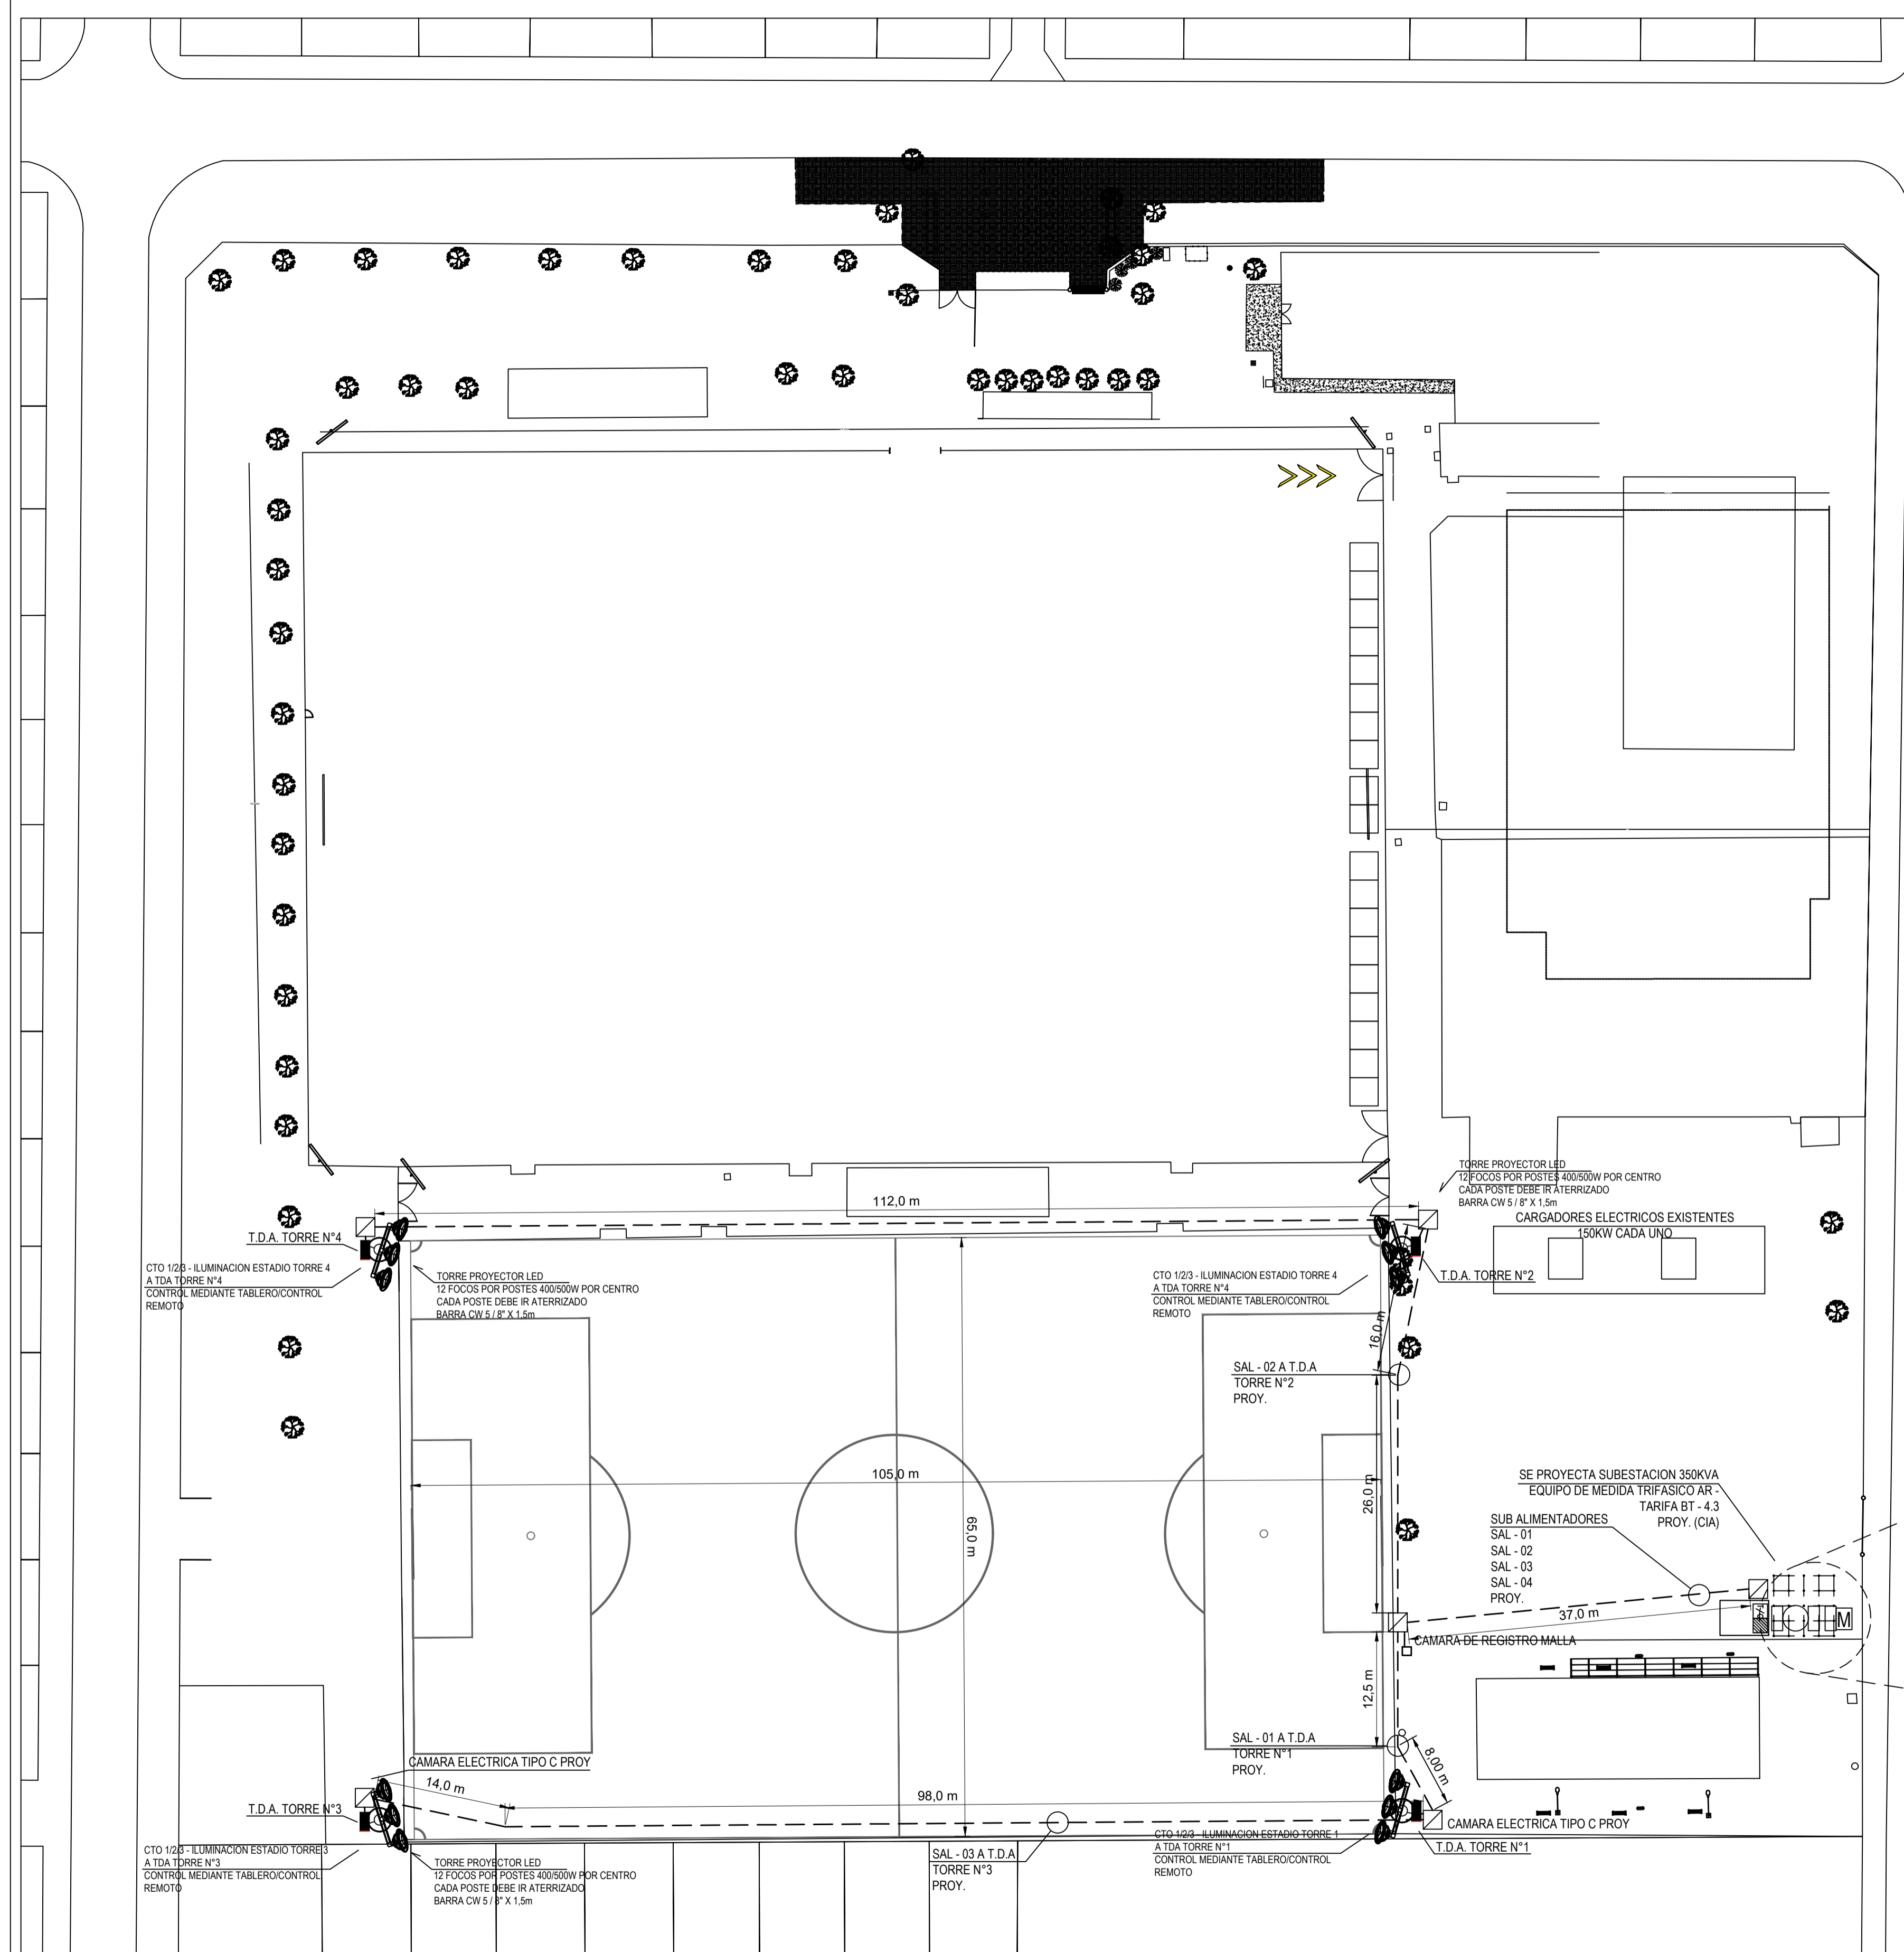 TORRE PROYECTOR LED
12 FOCOS POR POSTES 400/500W POR CENTRO
CADA POSTE DEBE IR ATERRIZADO
BARRA CW 5 / 8" X 1,5m
112,0 m
CARGADORES ELECTRICOS EXISTENTES
150KW CADA UNO
T.D.A. TORRE N°4
CTO 1/2/3 - ILUMINACION ESTADIO TORRE 4
A TDA TORRE N°4
CONTROL MEDIANTE TABLERO/CONTROL
REMOTO
TORRE PROYECTOR LED
12 FOCOS POR POSTES 400/500W POR CENTRO
CADA POSTE DEBE IR ATERRIZADO
BARRA CW 5 / 8" X 1,5m
CTO 1/2/3 - ILUMINACION ESTADIO TORRE 4
A TDA TORRE N°4
CONTROL MEDIANTE TABLERO/CONTROL
REMOTO
T.D.A. TORRE N°2
16,0 m
SAL - 02 A T.D.A
TORRE N°2
PROY.
105,0 m
26,0 m
65,0 m
SE PROYECTA SUBESTACION 350KVA
EQUIPO DE MEDIDA TRIFASICO AR -
TARIFA BT - 4.3
PROY. (CIA)
SUB ALIMENTADORES
SAL - 01
SAL - 02
SAL - 03
SAL - 04
PROY.
37,0 m
M
CAMARA DE REGISTRO MALLA
12,5 m
SAL - 01 A T.D.A
TORRE N°1
PROY.
8,00 m
CAMARA ELECTRICA TIPO C PROY
14,0 m
98,0 m
T.D.A. TORRE N°3
CAMARA ELECTRICA TIPO C PROY
CTO 1/2/3 - ILUMINACION ESTADIO TORRE 3
A TDA TORRE N°3
CONTROL MEDIANTE TABLERO/CONTROL
REMOTO
TORRE PROYECTOR LED
12 FOCOS POR POSTES 400/500W POR CENTRO
CADA POSTE DEBE IR ATERRIZADO
BARRA CW 5 / 8" X 1,5m
SAL - 03 A T.D.A
TORRE N°3
PROY.
CTO 1/2/3 - ILUMINACION ESTADIO TORRE 1
A TDA TORRE N°1
CONTROL MEDIANTE TABLERO/CONTROL
REMOTO
T.D.A. TORRE N°1